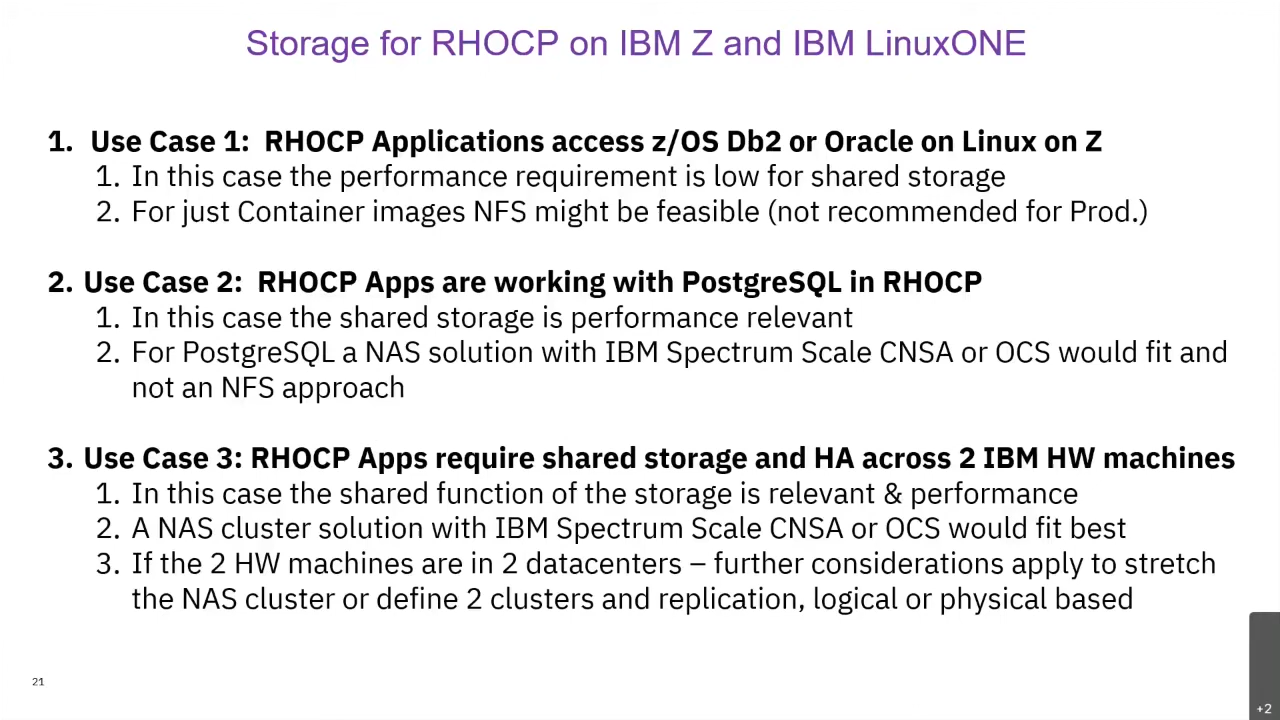 Storage for RHOCP on IBM Z and IBM LinuxONE
1. Use Case 1: RHOCP Applications access z/OS Db2 or Oracle on Linux on Z
1. In this case the performance requirement is low for shared storage
2. For just Container images NFS might be feasible (not recommended for Prod.)
2. Use Case 2: RHOCP Apps are working with PostgreSQL in RHOCP
1. In this case the shared storage is performance relevant
2. For PostgreSQL a NAS solution with IBM Spectrum Scale CNSA or OCS would fit and
not an NFS approach
3. Use Case 3: RHOCP Apps require shared storage and HA across 2 IBM HW machines
1. In this case the shared function of the storage is relevant & performance
2. A NAS cluster solution with IBM Spectrum Scale CNSA or OCS would fit best
3. If the 2 HW machines are in 2 datacenters – further considerations apply to stretch
the NAS cluster or define 2 clusters and replication, logical or physical based
21
+2